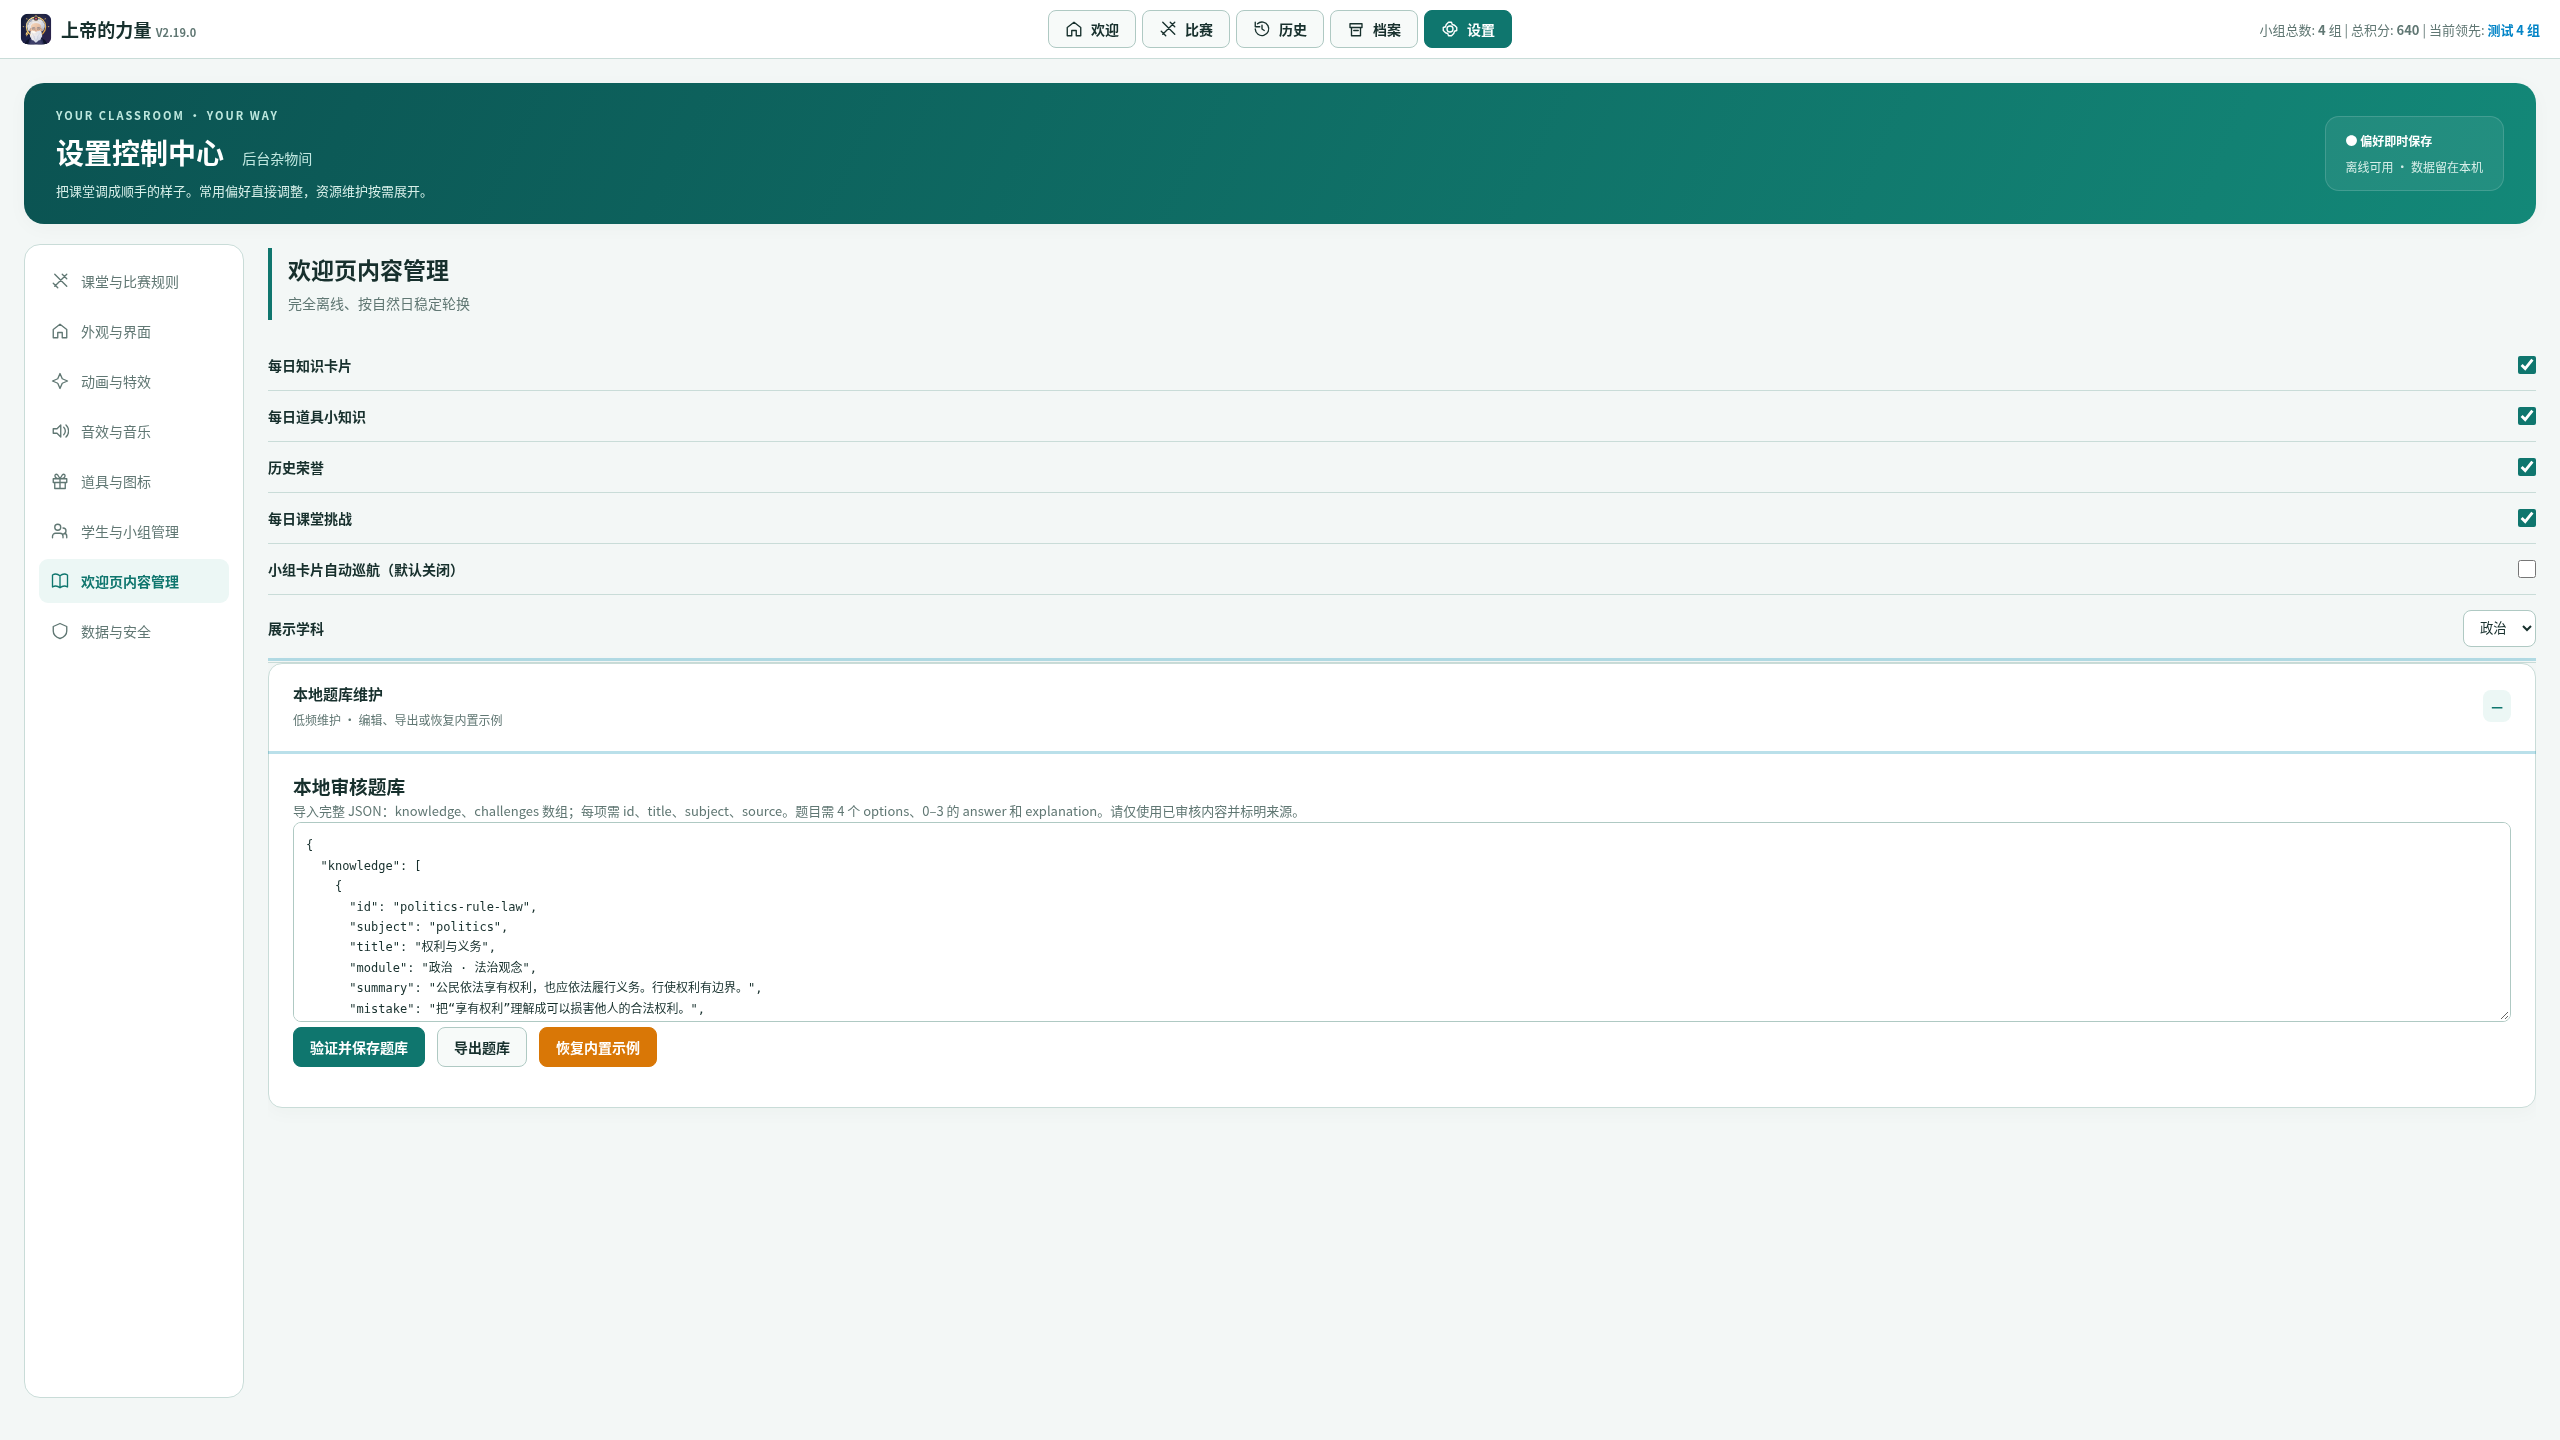 上帝的力量 V2.19.0
欢迎
比赛
历史
档案
设置
小组总数: 4 组 | 总积分: 640 | 当前领先: 测试 4 组
YOUR CLASSROOM · YOUR WAY
设置控制中心 后台杂物间
把课堂调成顺手的样子。常用偏好直接调整，资源维护按需展开。
偏好即时保存
离线可用 · 数据留在本机
课堂与比赛规则
外观与界面
动画与特效
音效与音乐
道具与图标
学生与小组管理
欢迎页内容管理
数据与安全
欢迎页内容管理
完全离线、按自然日稳定轮换
每日知识卡片
每日道具小知识
历史荣誉
每日课堂挑战
小组卡片自动巡航（默认关闭）
展示学科
政治
本地题库维护
低频维护 · 编辑、导出或恢复内置示例
本地审核题库
导入完整 JSON：knowledge、challenges 数组；每项需 id、title、subject、source。题目需 4 个 options、0–3 的 answer 和 explanation。请仅使用已审核内容并标明来源。
{
"knowledge": [
{
"id": "politics-rule-law",
"subject": "politics",
"title": "权利与义务",
"module": "政治 · 法治观念",
"summary": "公民依法享有权利，也应依法履行义务。行使权利有边界。",
"mistake": "把“享有权利”理解成可以损害他人的合法权利。",
验证并保存题库
导出题库
恢复内置示例